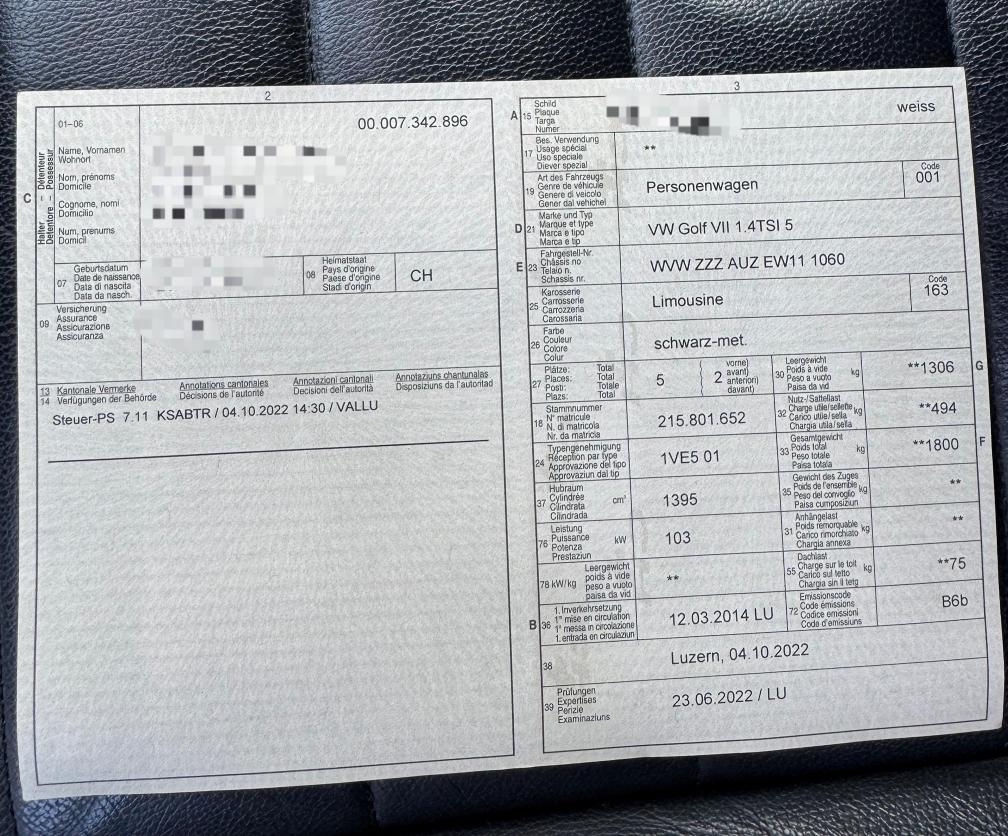 2
01–06
00.007.342.896
C
Halter – Détenteur
Detentore – Possessur
Name, Vornamen
Wohnort
Nom, prénoms
Domicile
Cognome, nomi
Domicilio
Num, prenums
Domicil
07
Geburtsdatum
Date de naissance
Data di nascita
Data da nasch.
08
Heimatstaat
Pays d'origine
Paese d'origine
Stadi d'origin
CH
09
Versicherung
Assurance
Assicurazione
Assicuranza
13
14
Kantonale Vermerke
Verfügungen der Behörde
Annotations cantonales
Décisions de l'autorité
Annotazioni cantonali
Decisioni dell'autorità
Annotaziuns chantunalas
Disposiziuns da l'autoritad
Steuer-PS 7.11 KSABTR / 04.10.2022 14:30 / VALLU
3
A
15
Schild
Plaque
Targa
Numer
weiss
17
Bes. Verwendung
Usage spécial
Uso speciale
Diever spezial
**
19
Art des Fahrzeugs
Genre de véhicule
Genere di veicolo
Gener dal vehichel
Personenwagen
Code
001
D
21
Marke und Typ
Marque et type
Marca e tipo
Marca e tip
VW Golf VII 1.4TSI 5
E
23
Fahrgestell-Nr.
Châssis no
Telaio n.
Schassis nr.
WVW ZZZ AUZ EW11 1060
25
Karosserie
Carrosserie
Carrozzeria
Carossaria
Limousine
Code
163
26
Farbe
Couleur
Colore
Colur
schwarz-met.
27
Plätze: Total
Places: Total
Posti: Totale
Plazs: Total
5
2
vorne)
avant)
anteriori)
davant)
30
Leergewicht
Poids à vide
Peso a vuoto
Paisa da vid
kg
**1306
G
18
Stammnummer
N° matricule
N. di matricola
Nr. da matricla
215.801.652
32
Nutz-/Sattellast
Charge utile/sellette
Carico utile/sella
Chargia utila/sella
kg
**494
24
Typengenehmigung
Réception par type
Approvazione del tipo
Approvaziun dal tip
1VE5 01
33
Gesamtgewicht
Poids total
Peso totale
Paisa totala
kg
**1800
F
37
Hubraum
Cylindrée
Cilindrata
Cilindrada
cm³
1395
35
Gewicht des Zuges
Poids de l'ensemble
Peso del convoglio
Paisa cumposiziun
kg
**
76
Leistung
Puissance
Potenza
Prestaziun
kW
103
31
Anhängelast
Poids remorquable
Carico rimorchiato
Chargia annexa
kg
**
78 kW/kg
Leergewicht
poids à vide
peso a vuoto
paisa da vid
**
55
Dachlast
Charge sur le toit
Carico sul tetto
Chargia sin il tetg
kg
**75
B
36
1. Inverkehrsetzung
1re mise en circulation
1a messa in circolazione
1. entrada en circulaziun
12.03.2014 LU
72
Emissionscode
Code émissions
Codice emissioni
Code d'emissiuns
B6b
38
Luzern, 04.10.2022
39
Prüfungen
Expertises
Perizie
Examinaziuns
23.06.2022 / LU